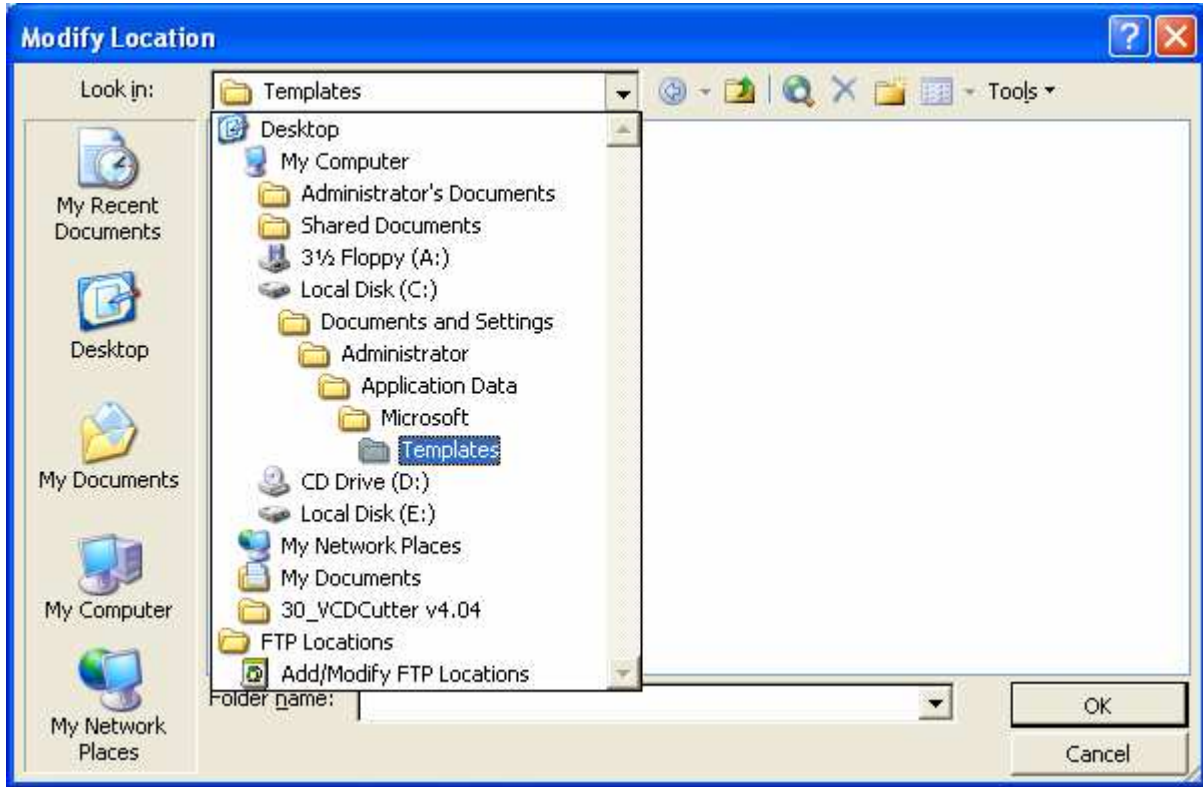 Modify Location
Look in:
Templates
Tools
Desktop
My Computer
Administrator's Documents
Shared Documents
3½ Floppy (A:)
Local Disk (C:)
Documents and Settings
Administrator
Application Data
Microsoft
Templates
CD Drive (D:)
Local Disk (E:)
My Network Places
My Documents
30_VCDCutter v4.04
FTP Locations
Add/Modify FTP Locations
My Recent
Documents
Desktop
My Documents
My Computer
My Network
Places
Folder name:
OK
Cancel